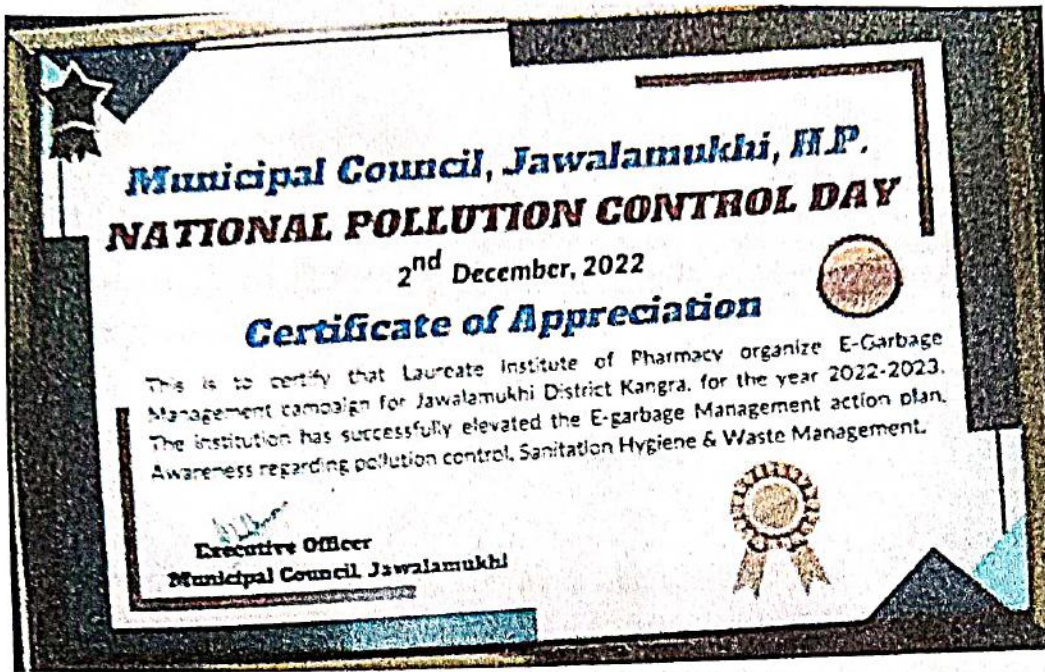 Municipal Council, Jawalamukhi, H.P.
NATIONAL POLLUTION CONTROL DAY
2nd December, 2022
Certificate of Appreciation
This is to certify that Laureate Institute of Pharmacy organize E-Garbage
Management campaign for Jawalamukhi District Kangra, for the year 2022-2023.
The institution has successfully elevated the E-garbage Management action plan.
Awareness regarding pollution control, Sanitation Hygiene & Waste Management.
Executive Officer
Municipal Council, Jawalamukhi